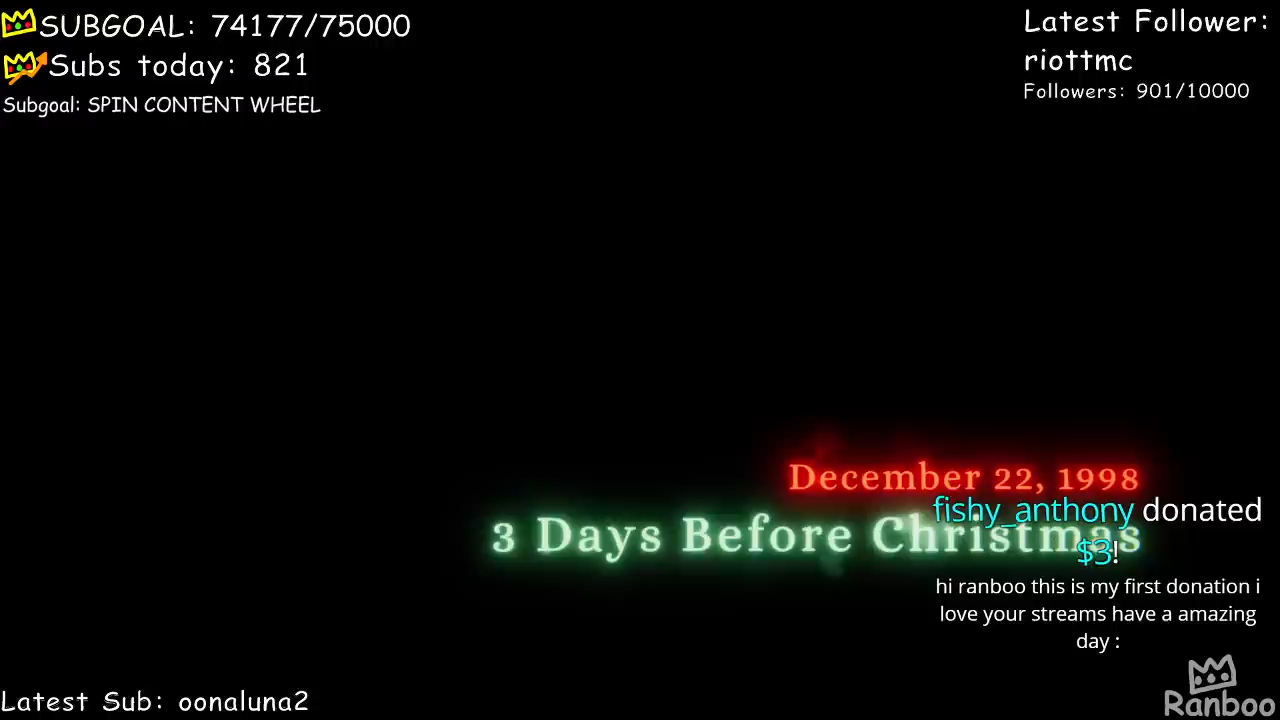 SUBGOAL: 74177/75000
Subs today: 821
Subgoal: SPIN CONTENT WHEEL
Latest Follower:
riottmc
Followers: 901/10000
December 22, 1998
3 Days Before Christmas
fishy_anthony donated
$3!
hi ranboo this is my first donation i
love your streams have a amazing
day :
Latest Sub: oonaluna2
Ranboo